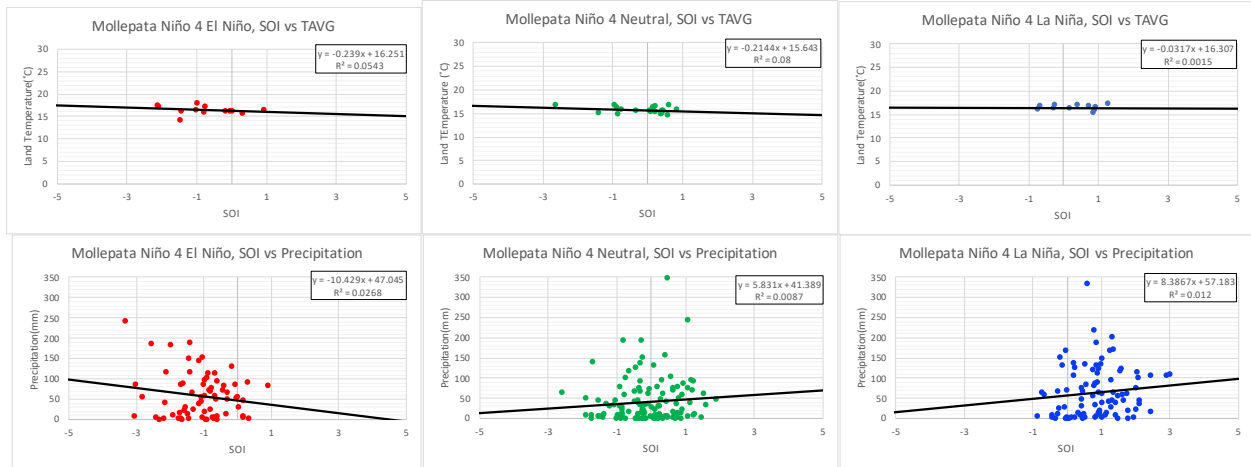 Mollepata Niño 4 El Niño, SOI vs TAVG
y = -0.239x + 16.251
R² = 0.0543
Land Temperature(˚C)
30
25
20
15
10
5
0
-5
-3
-1
1
3
5
SOI
Mollepata Niño 4 Neutral, SOI vs TAVG
y = -0.2144x + 15.643
R² = 0.08
Land TEmperature (˚C)
30
25
20
15
10
5
0
-5
-3
-1
1
3
5
SOI
Mollepata Niño 4 La Niña, SOI vs TAVG
y = -0.0317x + 16.307
R² = 0.0015
Land Temperature(˚C)
30
25
20
15
10
5
0
-5
-3
-1
1
3
5
SOI
Mollepata Niño 4 El Niño, SOI vs Precipitation
y = -10.429x + 47.045
R² = 0.0268
Precipitation(mm)
350
300
250
200
150
100
50
0
-5
-3
-1
1
3
5
SOI
Mollepata Niño 4 Neutral, SOI vs Precipitation
y = 5.831x + 41.389
R² = 0.0087
Precipitation(mm)
350
300
250
200
150
100
50
0
-5
-3
-1
1
3
5
SOI
Mollepata Niño 4 La Niña, SOI vs Precipitation
y = 8.3867x + 57.183
R² = 0.012
Precipitation(mm)
350
300
250
200
150
100
50
0
-5
-3
-1
1
3
5
SOI